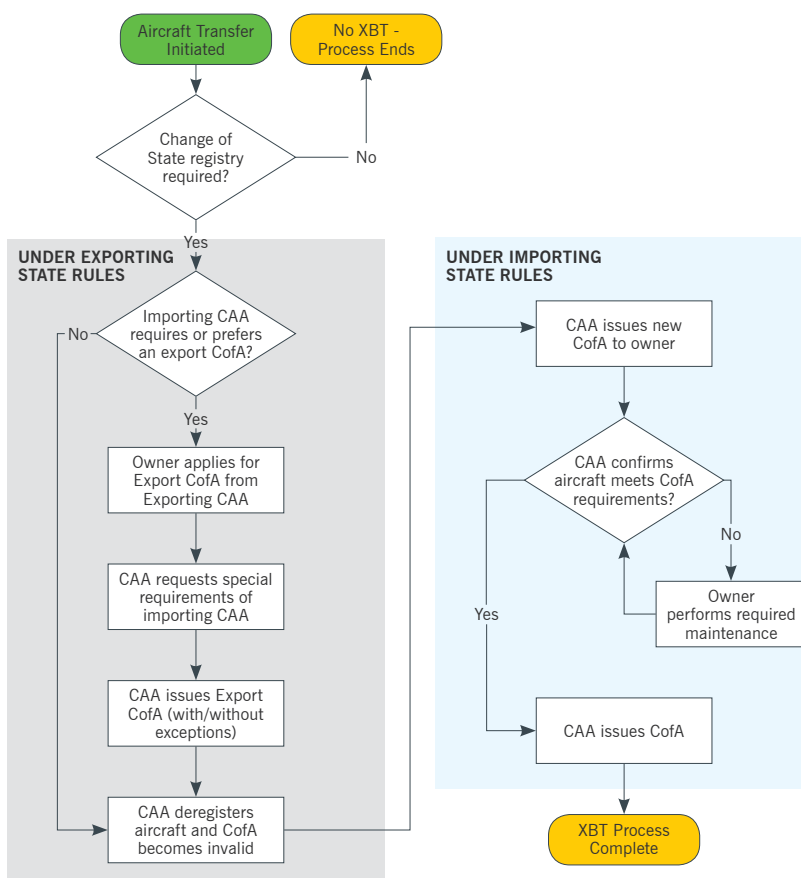 Aircraft Transfer
Initiated
No XBT -
Process Ends
Change of
State registry
required?
No
Yes
UNDER EXPORTING
STATE RULES
Importing CAA
requires or prefers
an export CofA?
No
Yes
Owner applies for
Export CofA from
Exporting CAA
CAA requests special
requirements of
importing CAA
CAA issues Export
CofA (with/without
exceptions)
CAA deregisters
aircraft and CofA
becomes invalid
UNDER IMPORTING
STATE RULES
CAA issues new
CofA to owner
CAA confirms
aircraft meets CofA
requirements?
No
Owner
performs required
maintenance
Yes
CAA issues CofA
XBT Process
Complete